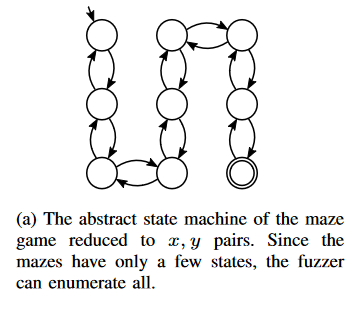 (a) The abstract state machine of the maze
game reduced to x, y pairs. Since the
mazes have only a few states, the fuzzer
can enumerate all.